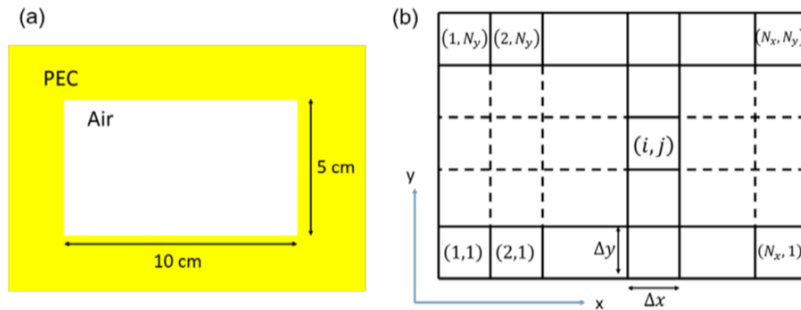 (a)
PEC
Air
5 cm
10 cm
(b)
(1, N_y) (2, N_y) (N_x, N_y)
(i, j)
y
(1,1) (2,1) Δy (N_x, 1)
x Δx